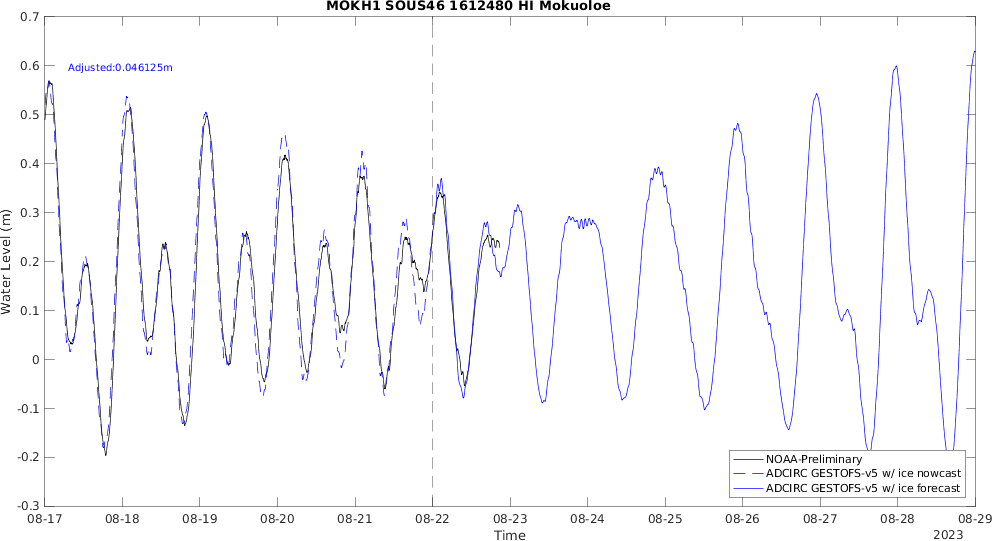 MOKH1 SOUS46 1612480 HI Mokuoloe
0.7
0.6
0.5
0.4
0.3
0.2
0.1
0
-0.1
-0.2
-0.3
Water Level (m)
Adjusted:0.046125m
NOAA-Preliminary
ADCIRC GESTOFS-v5 w/ ice nowcast
ADCIRC GESTOFS-v5 w/ ice forecast
08-17 08-18 08-19 08-20 08-21 08-22 08-23 08-24 08-25 08-26 08-27 08-28 08-29
Time
2023